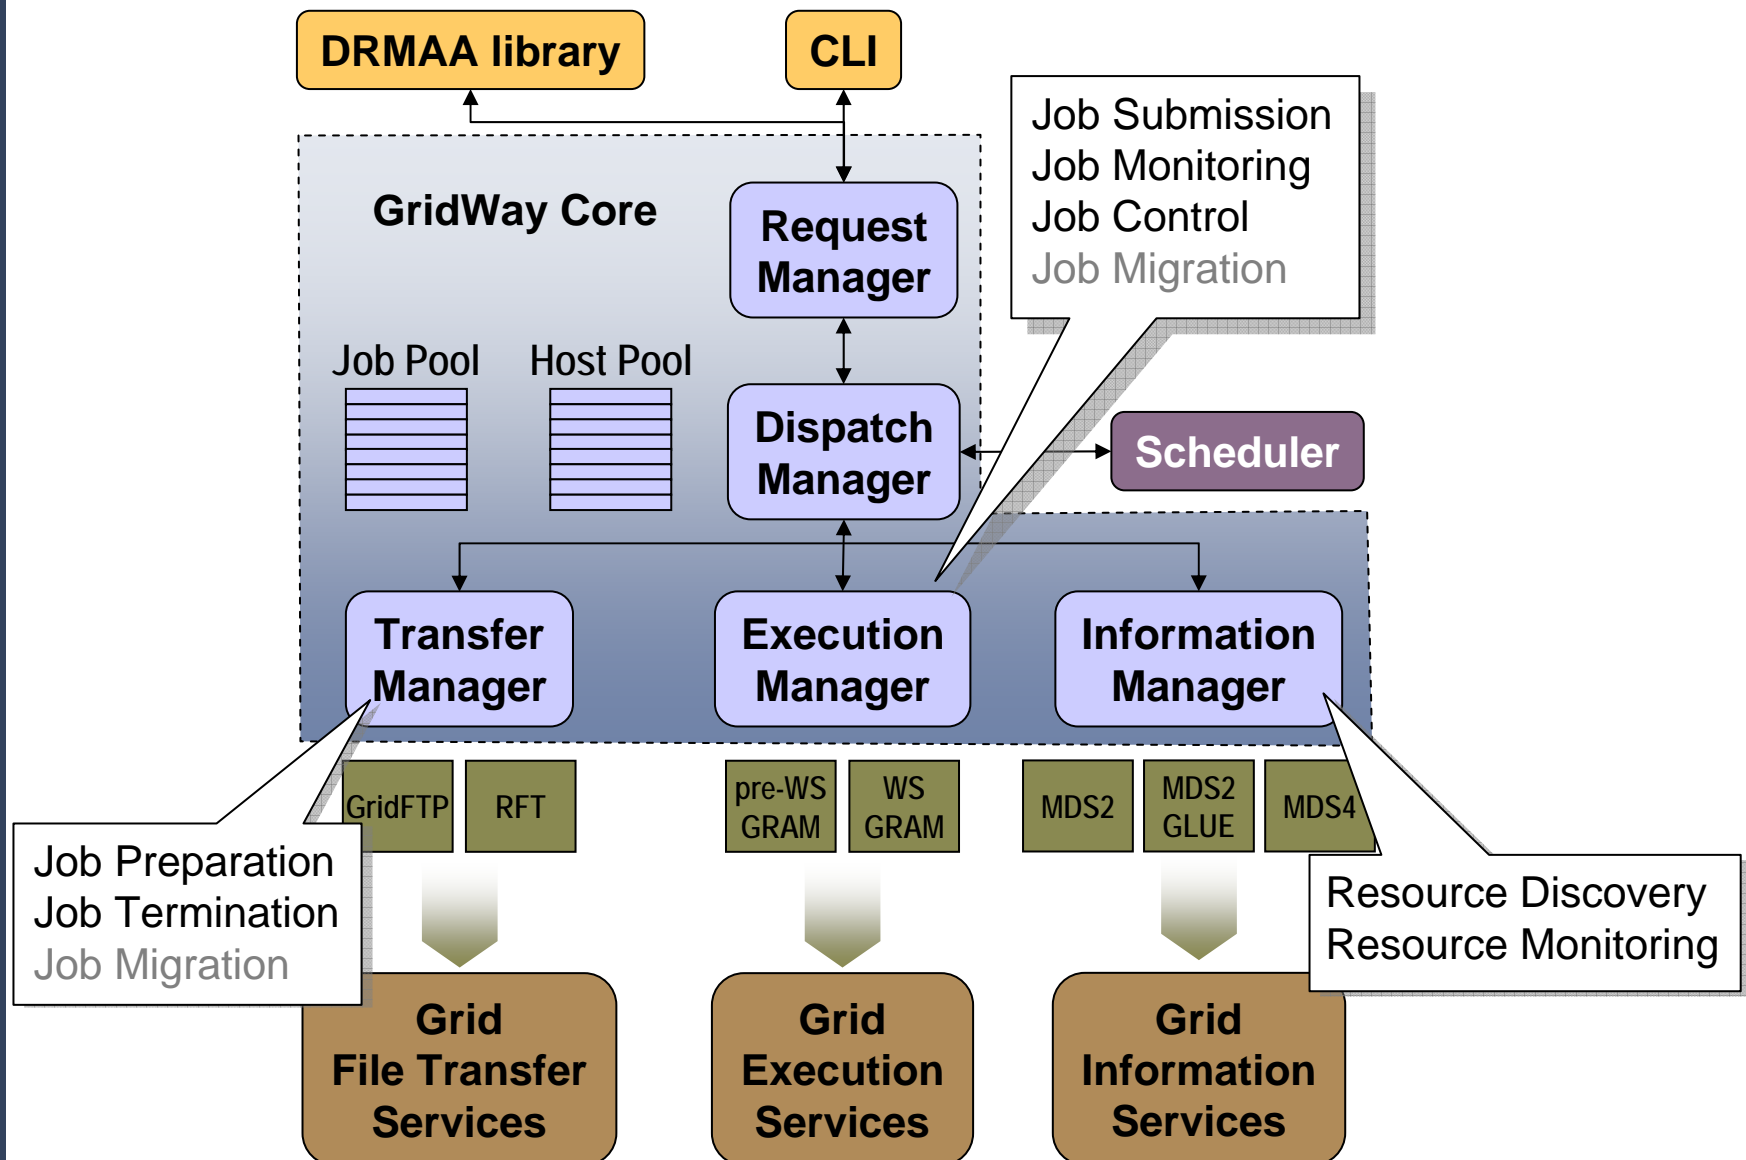 DRMAA library
CLI
Job Submission
Job Monitoring
Job Control
Job Migration
GridWay Core
Request
Manager
Job Pool
Host Pool
Dispatch
Manager
Scheduler
Transfer
Manager
Execution
Manager
Information
Manager
GridFTP
RFT
pre-WS
GRAM
WS
GRAM
MDS2
MDS2
GLUE
MDS4
Job Preparation
Job Termination
Job Migration
Resource Discovery
Resource Monitoring
Grid
File Transfer
Services
Grid
Execution
Services
Grid
Information
Services